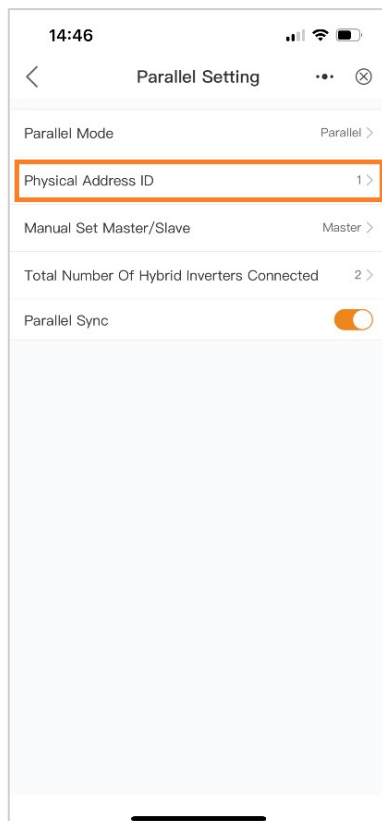 14:46
Parallel Setting
Parallel Mode Parallel
Physical Address ID 1
Manual Set Master/Slave Master
Total Number Of Hybrid Inverters Connected 2
Parallel Sync